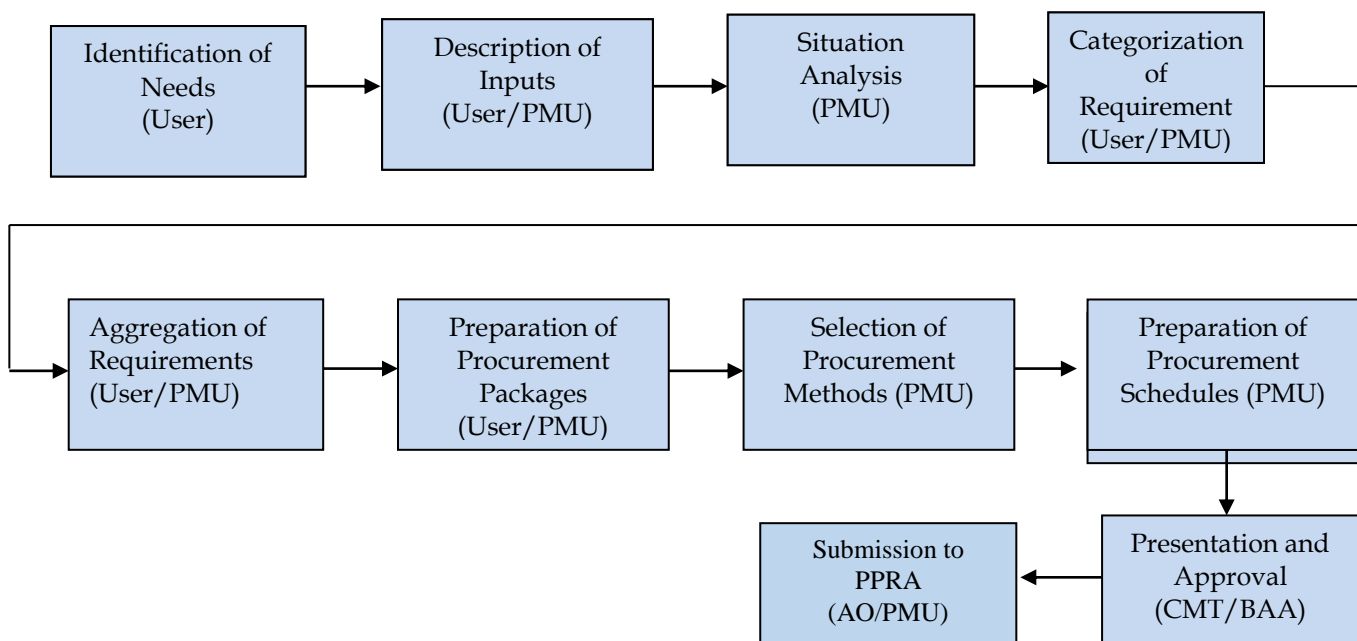 Identification of
Needs
(User)
Description of
Inputs
(User/PMU)
Situation
Analysis
(PMU)
Categorization
of
Requirement
(User/PMU)
Aggregation of
Requirements
(User/PMU)
Preparation of
Procurement
Packages
(User/PMU)
Selection of
Procurement
Methods (PMU)
Preparation of
Procurement
Schedules (PMU)
Presentation and
Approval
(CMT/BAA)
Submission to
PPRA
(AO/PMU)